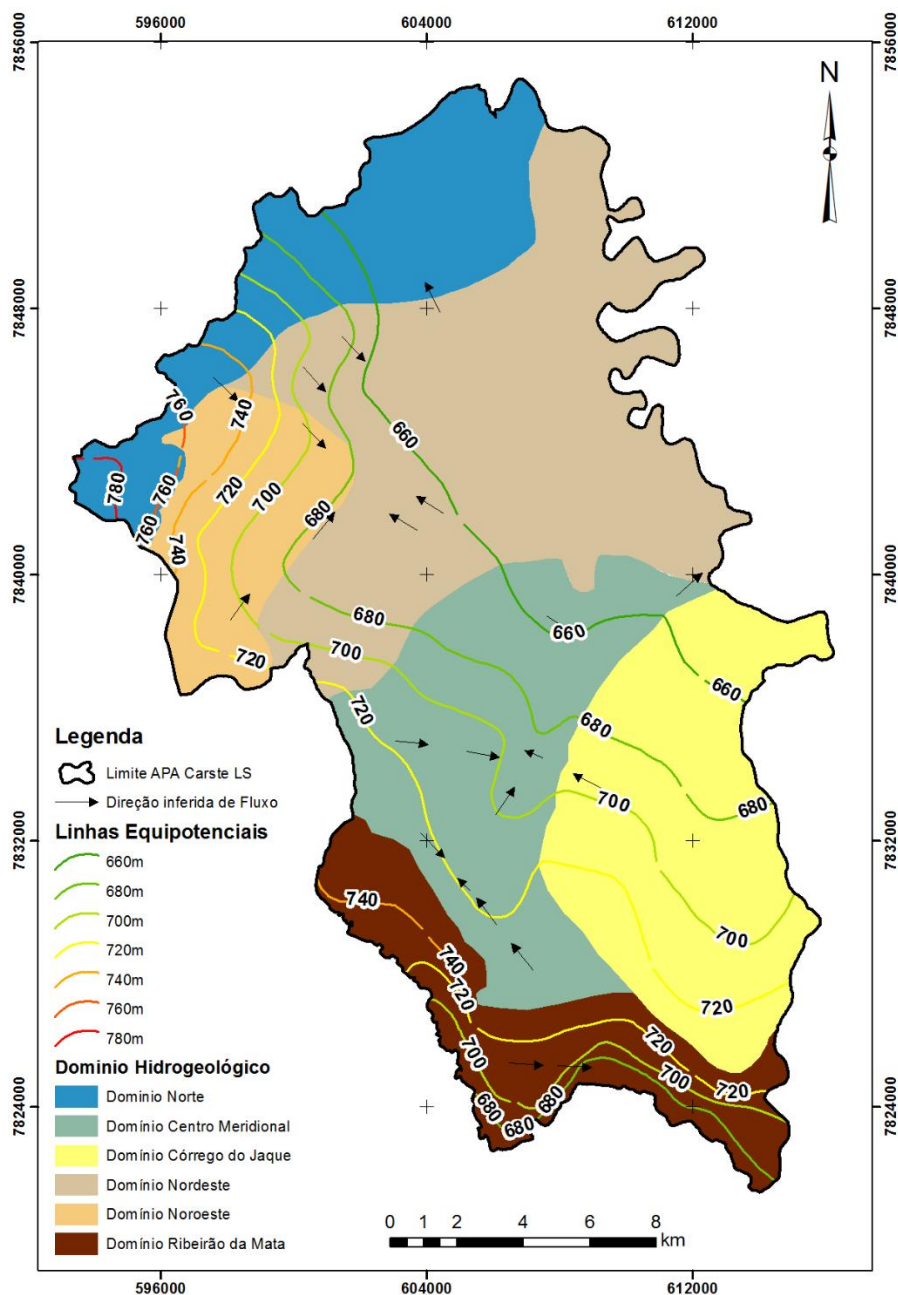 596000 604000 612000
7856000 7856000
N
7848000 7848000
760
740
660
780
760
720
700
680
760
740
7840000 7840000
680
660
720
700
660
720
680
Legenda
Limite APA Carste LS
Direção inferida de Fluxo
700
680
Linhas Equipotenciais
7832000 7832000
660m
680m
740
700m
700
720m
740
740m
720
720
760m
720
780m
700
700
720
Dominio Hidrogeológico
Dominio Norte
680
680
680
7824000 7824000
Domínio Centro Meridional
Domínio Córrego do Jaque
Domínio Nordeste
Domínio Noroeste
Domínio Ribeirão da Mata
0 1 2 4 6 8
km
596000 604000 612000